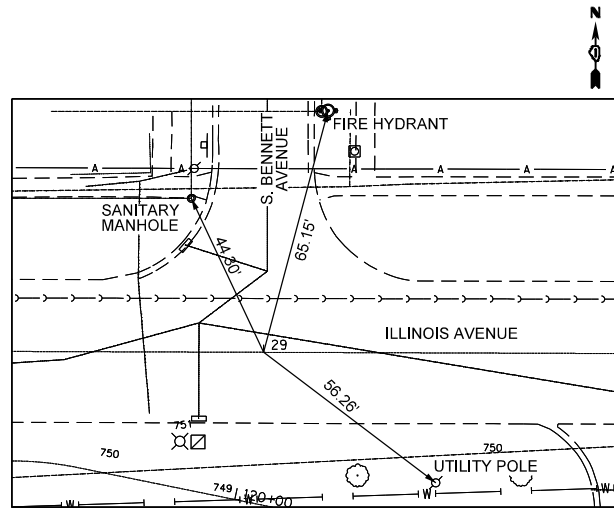 N
FIRE HYDRANT
S. BENNETT
AVENUE
A
A
A
A
A
A
SANITARY
MANHOLE
44.30'
65.15'
ILLINOIS AVENUE
29
56.26'
751
750
750
UTILITY POLE
749
120+00
W
W
W
W